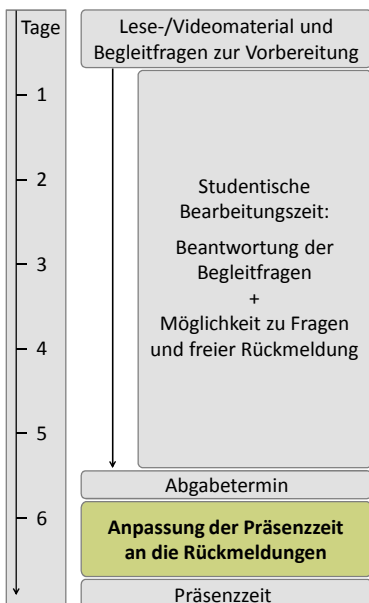 Tage
1
2
3
4
5
6
Lese-/Videomaterial und
Begleitfragen zur Vorbereitung
Studentische
Bearbeitungszeit:
Beantwortung der
Begleitfragen
+
Möglichkeit zu Fragen
und freier Rückmeldung
Abgabetermin
Anpassung der Präsenzzeit
an die Rückmeldungen
Präsenzzeit